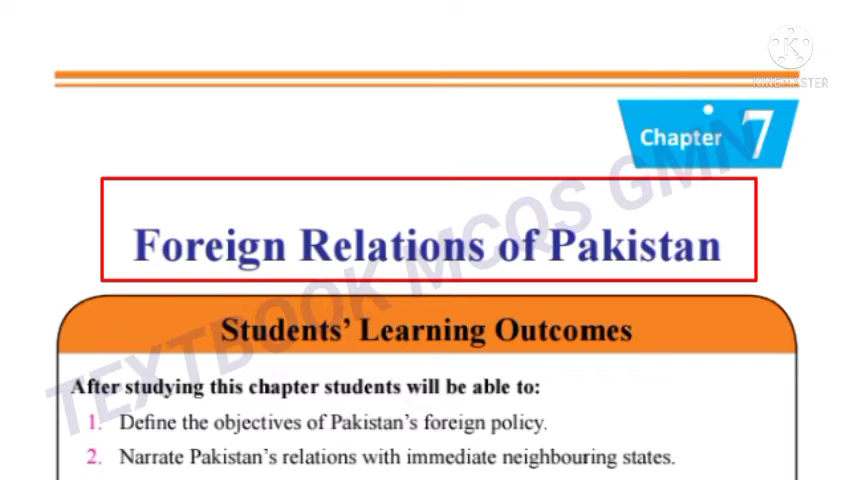 K
KINEMASTER
Chapter 7
Foreign Relations of Pakistan
TEXTBOOK MCQS GMN
Students' Learning Outcomes
After studying this chapter students will be able to:
1. Define the objectives of Pakistan's foreign policy.
2. Narrate Pakistan's relations with immediate neighbouring states.